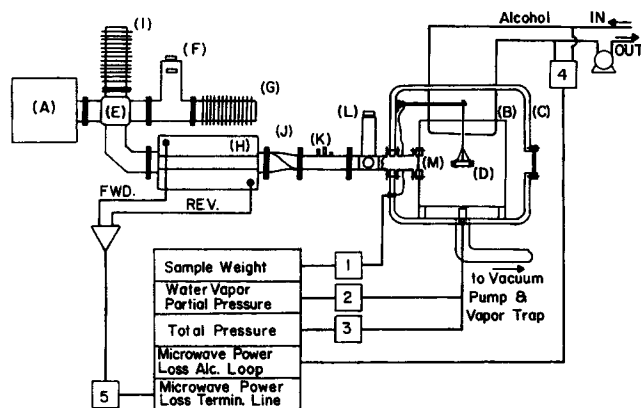 Alcohol
IN
OUT
(I)
(F)
(G)
(A)
(E)
(L)
4
(B)
(C)
(H)
(J)
(K)
(M)
(D)
FWD.
REV.
Sample Weight
1
Water Vapor
Partial Pressure
2
Total Pressure
3
Microwave Power
Loss Alc. Loop
5
Microwave Power
Loss Termin. Line
to Vacuum
Pump &
Vapor Trap